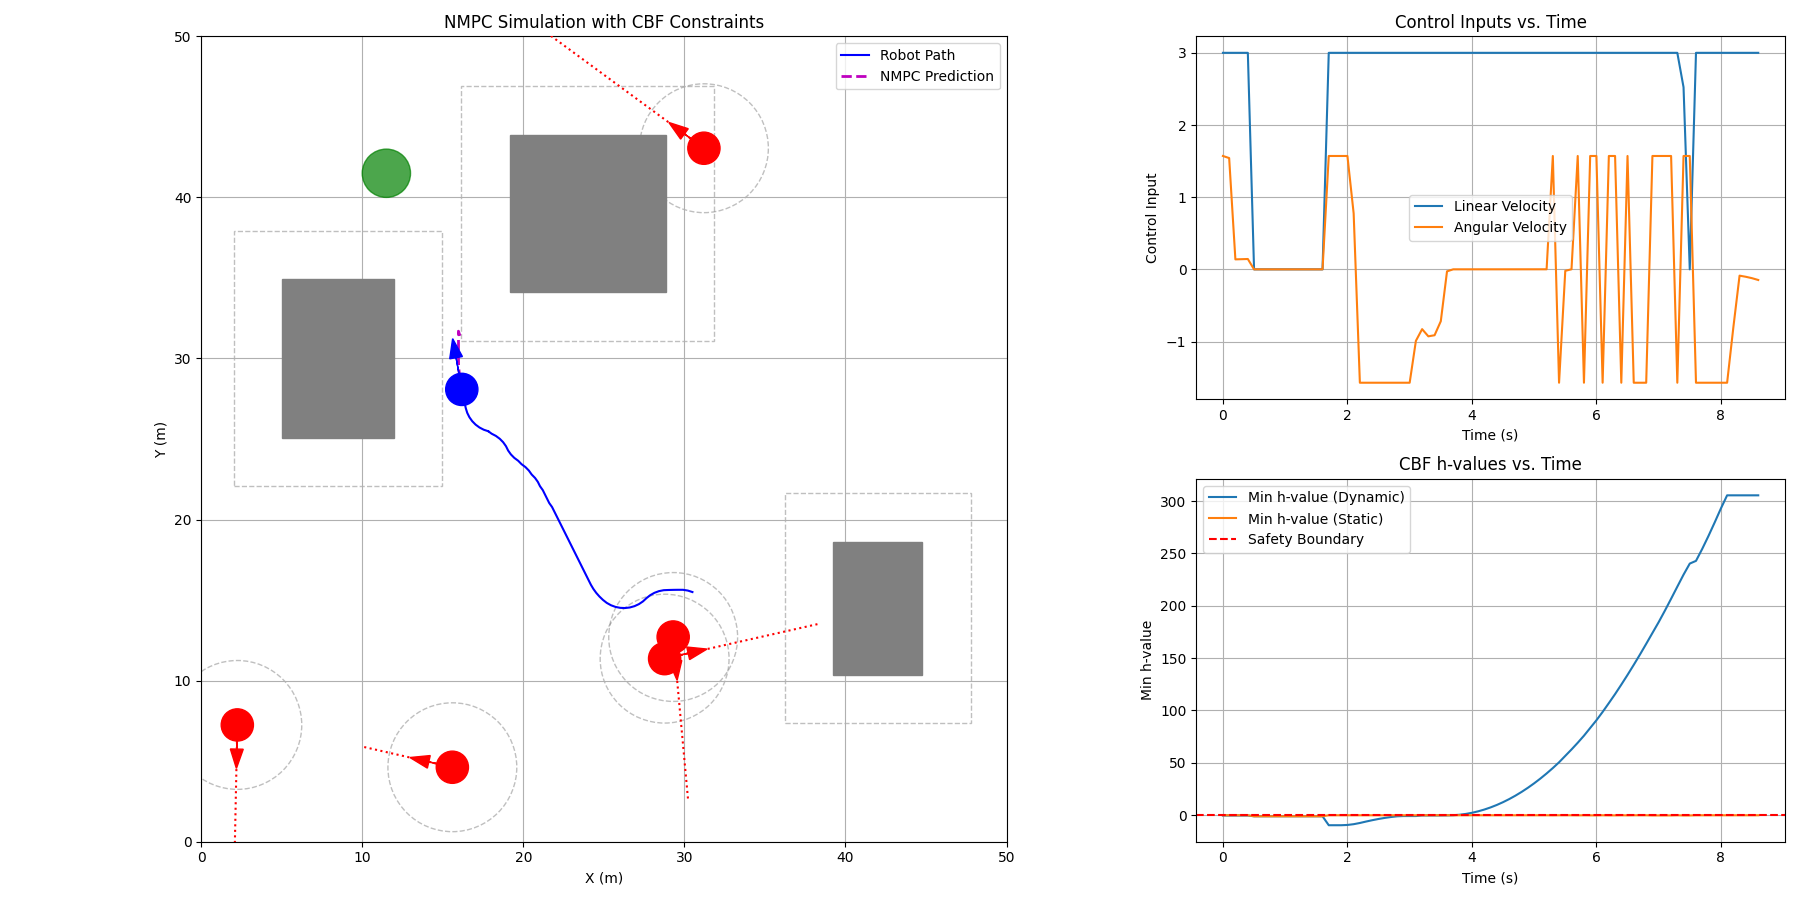 NMPC Simulation with CBF Constraints
50
40
30
20
10
0
Y (m)
0 10 20 30 40 50
X (m)
Robot Path
NMPC Prediction
Control Inputs vs. Time
3
2
1
0
−1
Control Input
Linear Velocity
Angular Velocity
0 2 4 6 8
Time (s)
CBF h-values vs. Time
300
250
200
150
100
50
0
Min h-value
Min h-value (Dynamic)
Min h-value (Static)
Safety Boundary
0 2 4 6 8
Time (s)